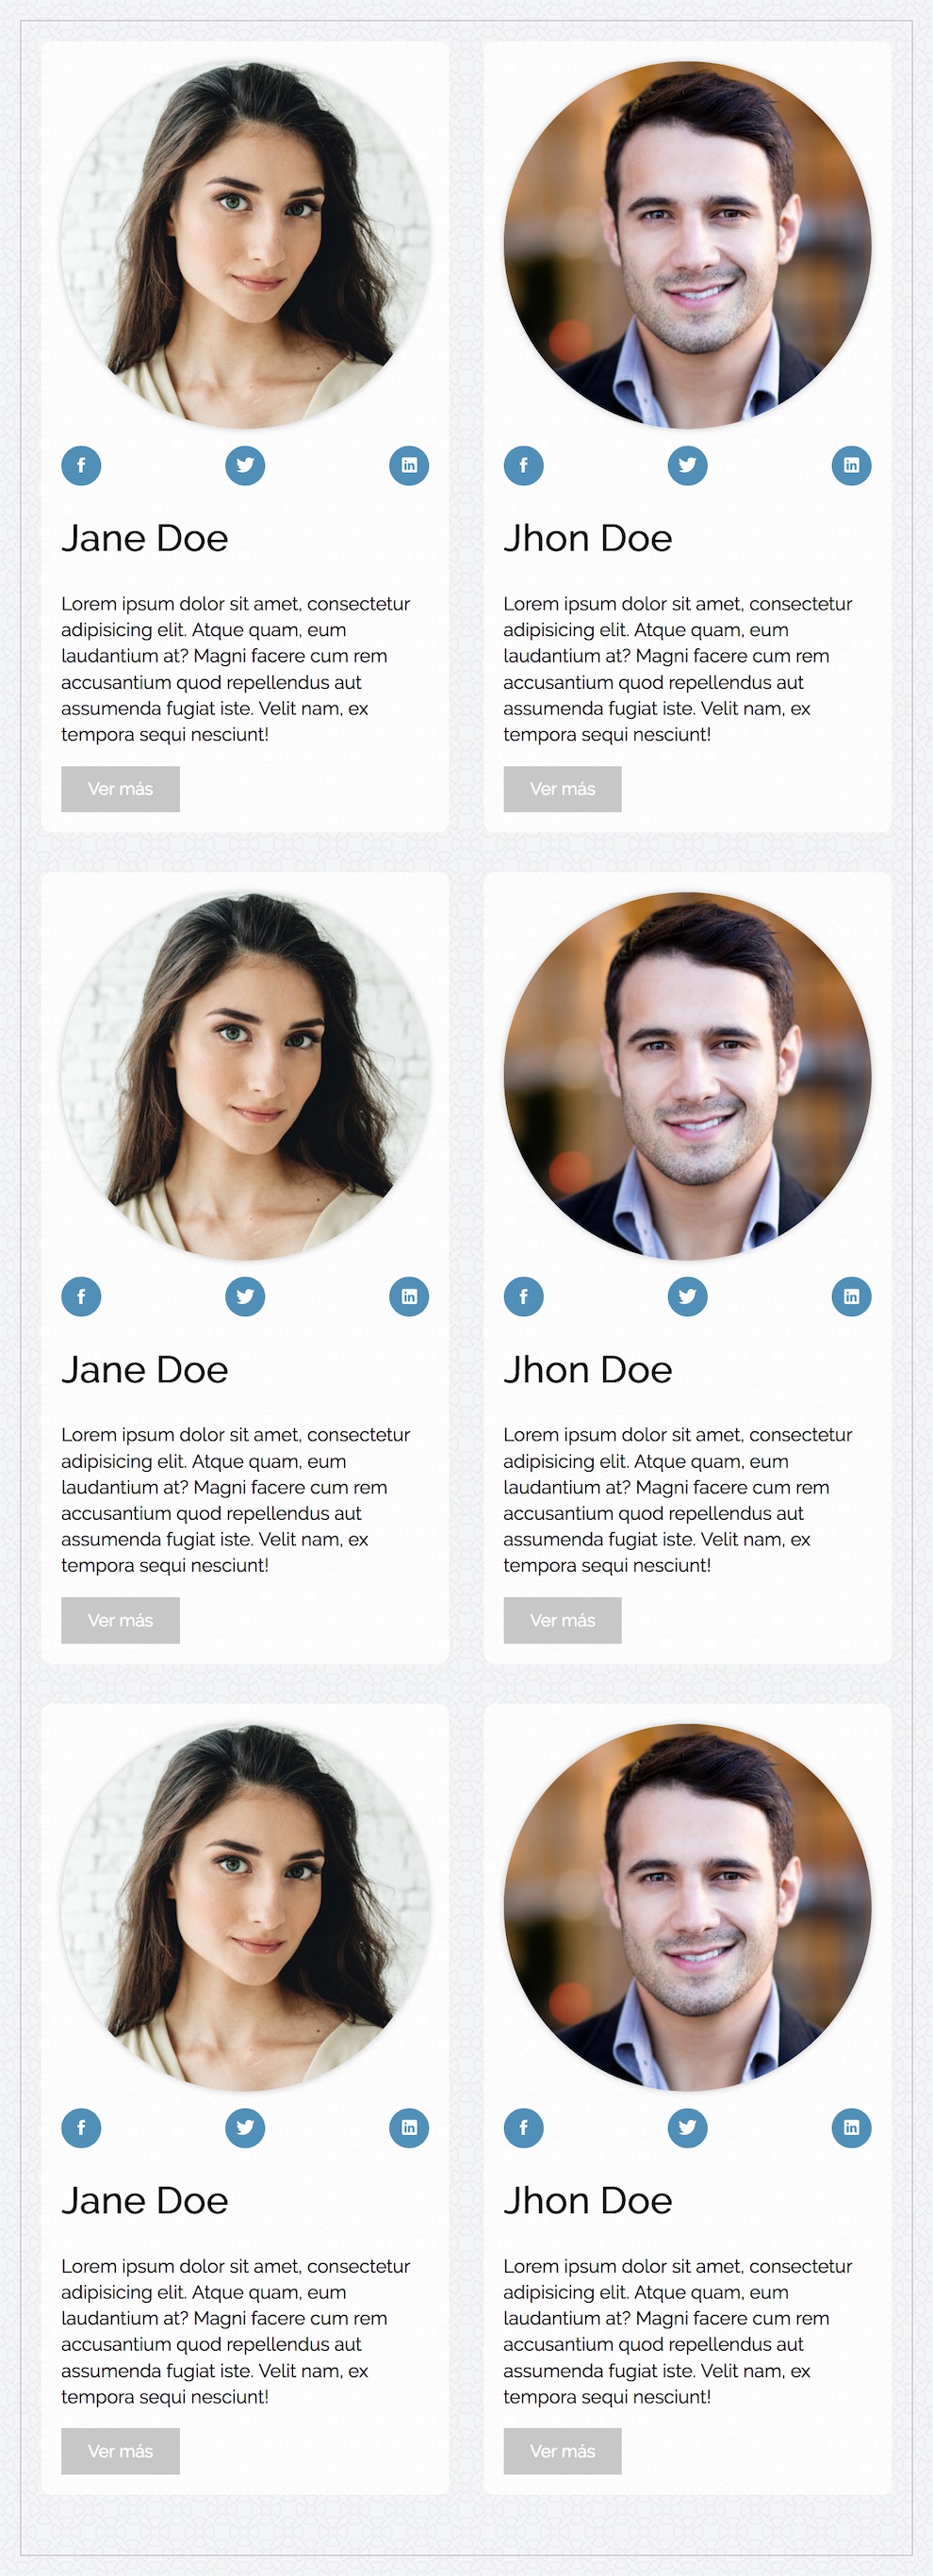 Jane Doe
Lorem ipsum dolor sit amet, consectetur
adipisicing elit. Atque quam, eum
laudantium at? Magni facere cum rem
accusantium quod repellendus aut
assumenda fugiat iste. Velit nam, ex
tempora sequi nesciunt!
Ver más
Jhon Doe
Lorem ipsum dolor sit amet, consectetur
adipisicing elit. Atque quam, eum
laudantium at? Magni facere cum rem
accusantium quod repellendus aut
assumenda fugiat iste. Velit nam, ex
tempora sequi nesciunt!
Ver más
Jane Doe
Lorem ipsum dolor sit amet, consectetur
adipisicing elit. Atque quam, eum
laudantium at? Magni facere cum rem
accusantium quod repellendus aut
assumenda fugiat iste. Velit nam, ex
tempora sequi nesciunt!
Ver más
Jhon Doe
Lorem ipsum dolor sit amet, consectetur
adipisicing elit. Atque quam, eum
laudantium at? Magni facere cum rem
accusantium quod repellendus aut
assumenda fugiat iste. Velit nam, ex
tempora sequi nesciunt!
Ver más
Jane Doe
Lorem ipsum dolor sit amet, consectetur
adipisicing elit. Atque quam, eum
laudantium at? Magni facere cum rem
accusantium quod repellendus aut
assumenda fugiat iste. Velit nam, ex
tempora sequi nesciunt!
Ver más
Jhon Doe
Lorem ipsum dolor sit amet, consectetur
adipisicing elit. Atque quam, eum
laudantium at? Magni facere cum rem
accusantium quod repellendus aut
assumenda fugiat iste. Velit nam, ex
tempora sequi nesciunt!
Ver más